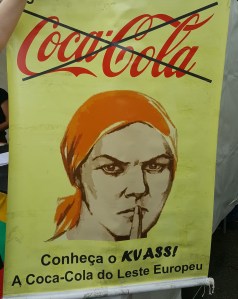 Coca-Cola
Conheça o KVASS!
A Coca-Cola do Leste Europeu